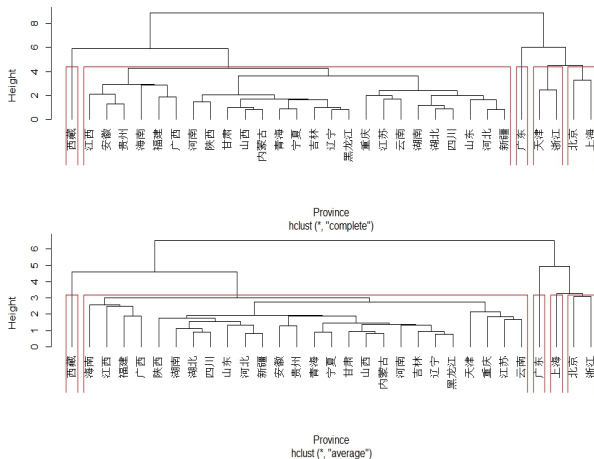 Height
0 2 4 6 8
西藏 江西 安徽 贵州 海南 福建 广西 河南 陕西 甘肃 山西 内蒙古 青海 宁夏 吉林 辽宁 黑龙江 重庆 江苏 云南 湖南 湖北 四川 山东 河北 新疆 广东 天津 浙江 北京 上海
Province
hclust (*, "complete")
Height
0 1 2 3 4 5 6
西藏 海南 江西 福建 广西 陕西 湖南 湖北 四川 山东 河北 新疆 安徽 贵州 青海 宁夏 甘肃 山西 内蒙古 河南 吉林 辽宁 黑龙江 天津 重庆 江苏 云南 广东 上海 北京 浙江
Province
hclust (*, "average")